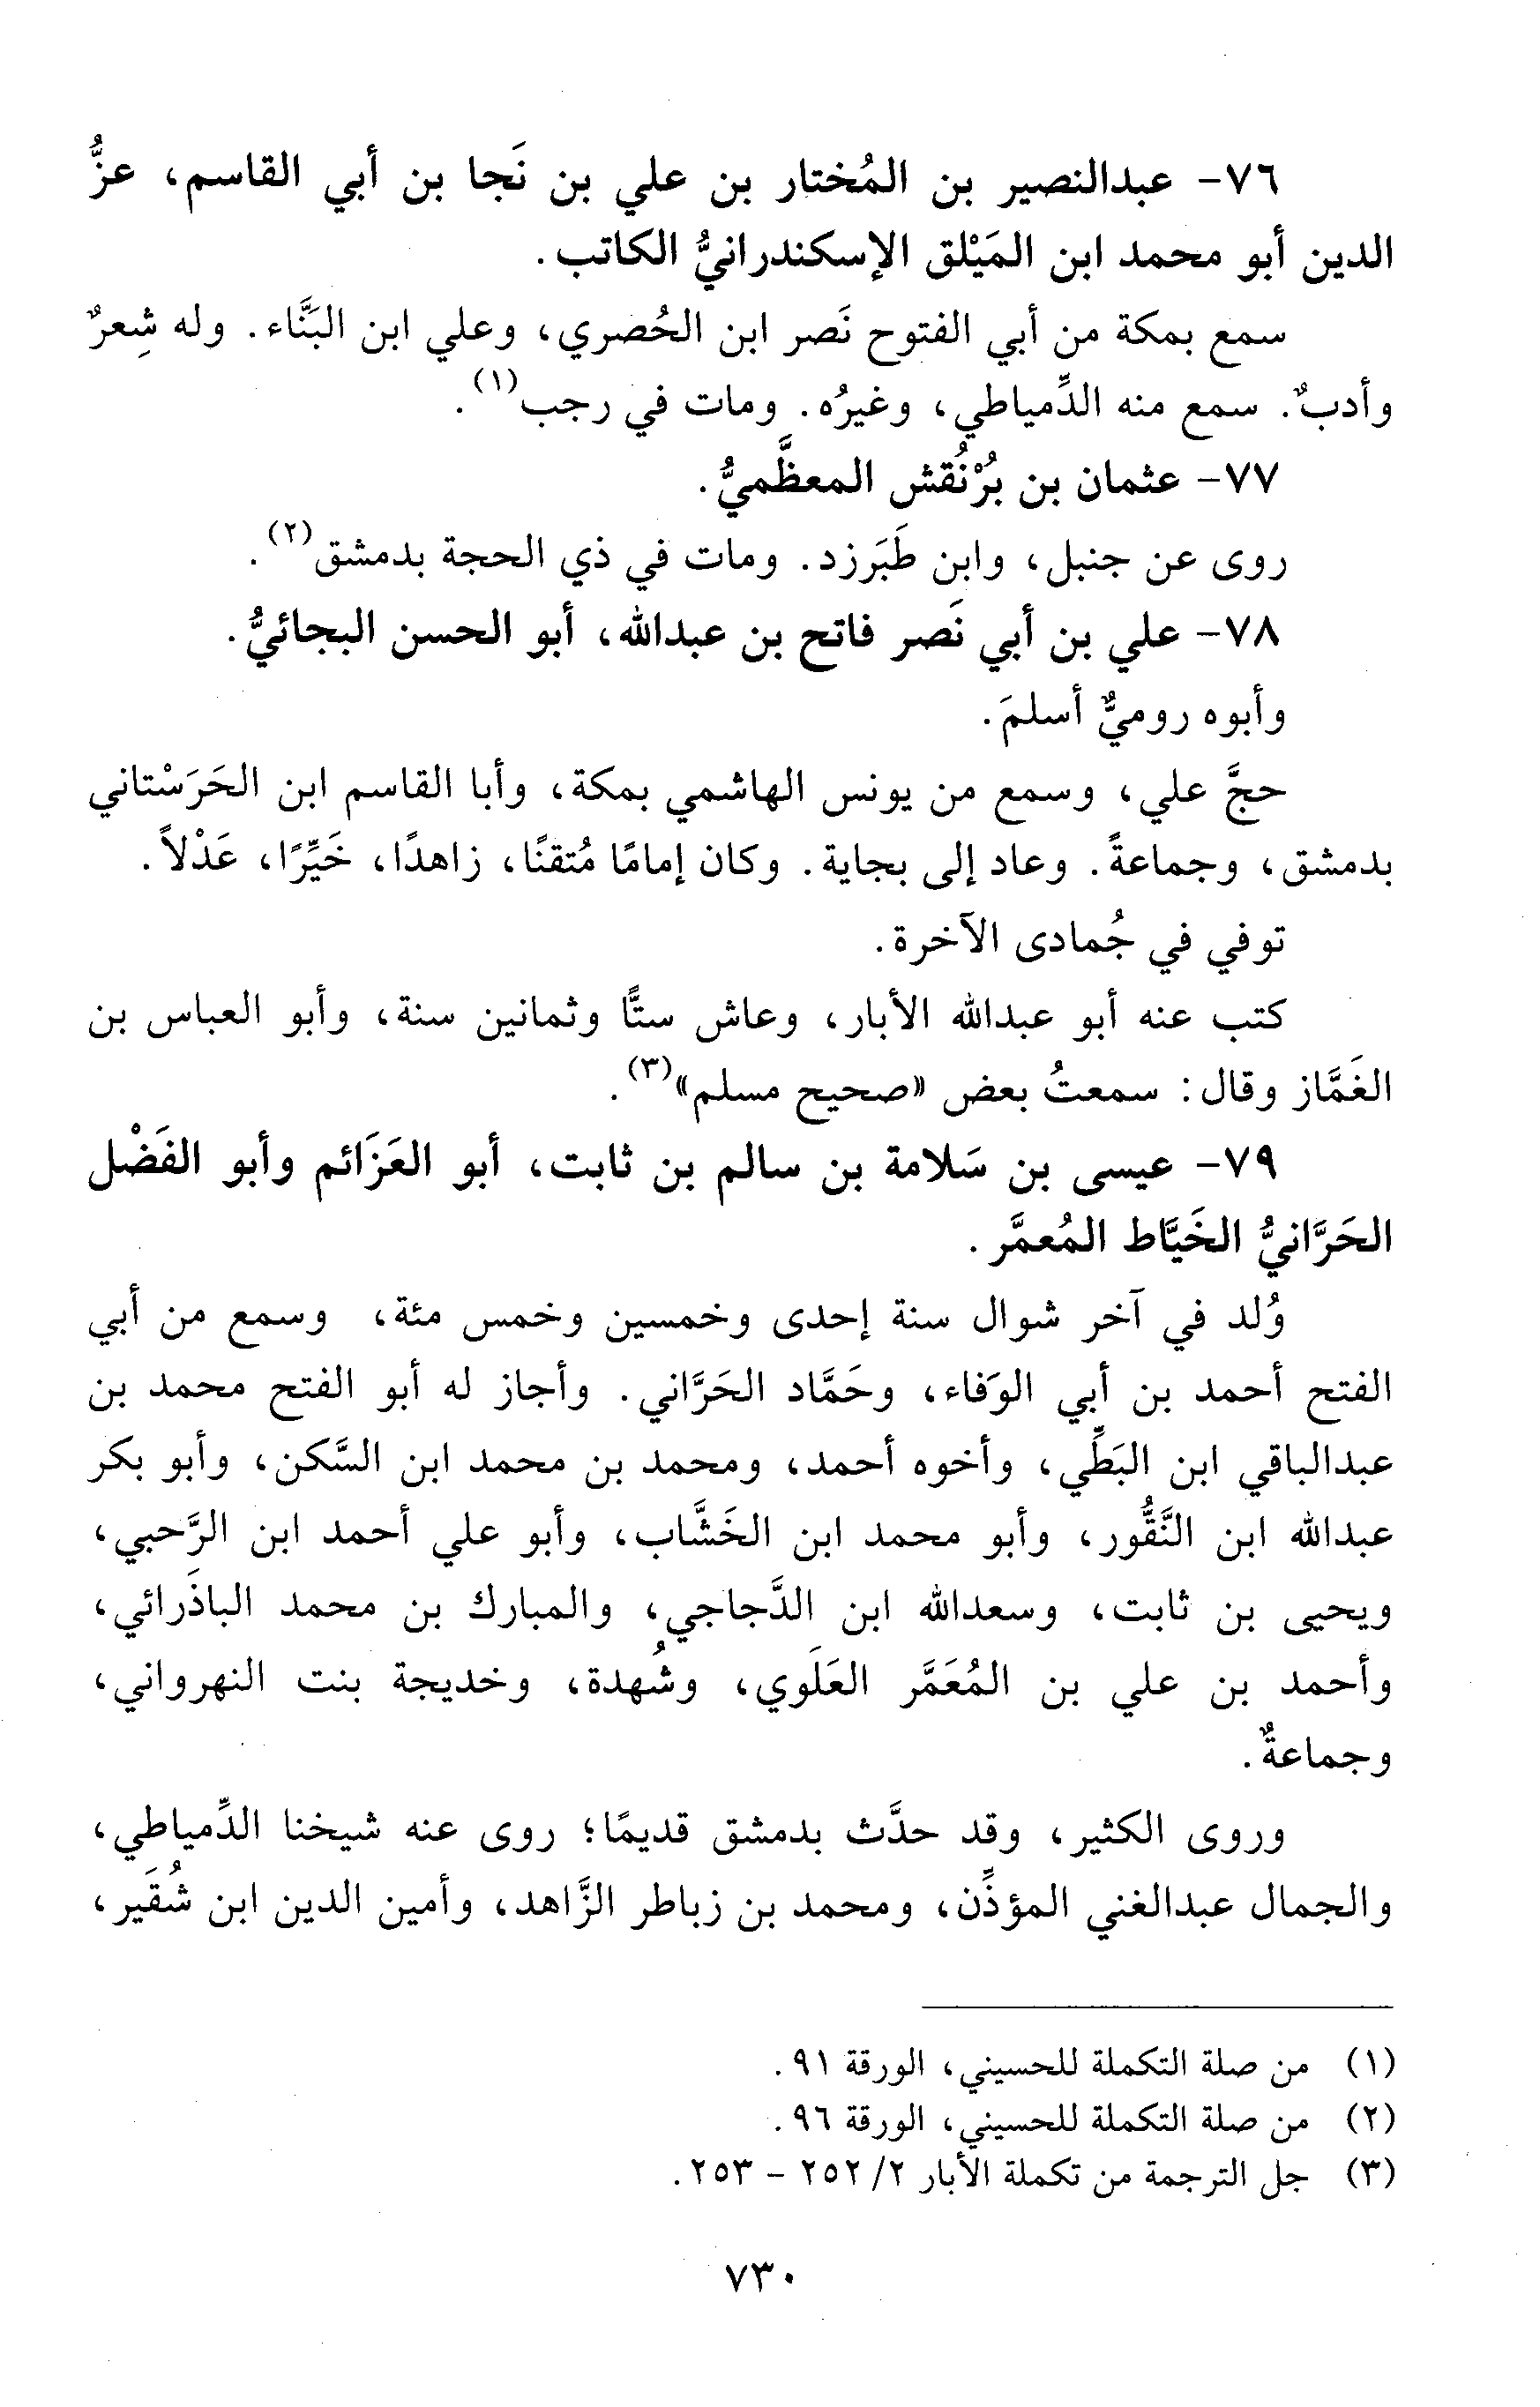 ٧٦- عبدالنصير بن المُختار بن علي بن نَجا بن أبي القاسم، عزُّ
الدين أبو محمد ابن المَيْلق الإسكندرانيُّ الكاتب.
سمع بمكة من أبي الفتوح نَصر ابن الحُصري، وعلي ابن البَنَّاء. وله شِعرٌ
وأدبٌ. سمع منه الدِّمياطي، وغيرُه. ومات في رجب(١).
٧٧- عثمان بن بُرْنُقش المعظَّميُّ.
روى عن حنبل، وابن طَبَرزد. ومات في ذي الحجة بدمشق(٢).
٧٨- علي بن أبي نَصر فاتح بن عبدالله، أبو الحسن البجائيُّ.
وأبوه روميٌّ أسلمَ.
حجَّ علي، وسمع من يونس الهاشمي بمكة، وأبا القاسم ابن الحَرَسْتاني
بدمشق، وجماعةً. وعاد إلى بجاية. وكان إمامًا مُتقنًا، زاهدًا، خَيِّرًا، عَدْلاً.
توفي في جُمادى الآخرة.
كتب عنه أبو عبدالله الأبار، وعاش ستًّا وثمانين سنة، وأبو العباس بن
الغَمَّاز وقال: سمعتُ بعض «صحيح مسلم»(٣).
٧٩- عيسى بن سَلامة بن سالم بن ثابت، أبو العَزَائم وأبو الفَضْل
الحَرَّانيُّ الخَيَّاط المُعمَّر.
وُلد في آخر شوال سنة إحدى وخمسين وخمس مئة، وسمع من أبي
الفتح أحمد بن أبي الوَفاء، وحَمَّاد الحَرَّاني. وأجاز له أبو الفتح محمد بن
عبدالباقي ابن البَطِّي، وأخوه أحمد، ومحمد بن محمد ابن السَّكن، وأبو بكر
عبدالله ابن النَّقُّور، وأبو محمد ابن الخَشَّاب، وأبو علي أحمد ابن الرَّحبي،
ويحيى بن ثابت، وسعدالله ابن الدَّجاجي، والمبارك بن محمد الباذَرائي،
وأحمد بن علي بن المُعَمَّر العَلَوي، وشُهدة، وخديجة بنت النهرواني،
وجماعةٌ.
وروى الكثير، وقد حدَّث بدمشق قديمًا؛ روى عنه شيخنا الدِّمياطي،
والجمال عبدالغني المؤذِّن، ومحمد بن زباطر الزَّاهد، وأمين الدين ابن شُقَير،
(١) من صلة التكملة للحسيني، الورقة ٩١.
(٢) من صلة التكملة للحسيني، الورقة ٩٦.
(٣) جل الترجمة من تكملة الأبار ٢/ ٢٥٢ - ٢٥٣.
٧٣٠